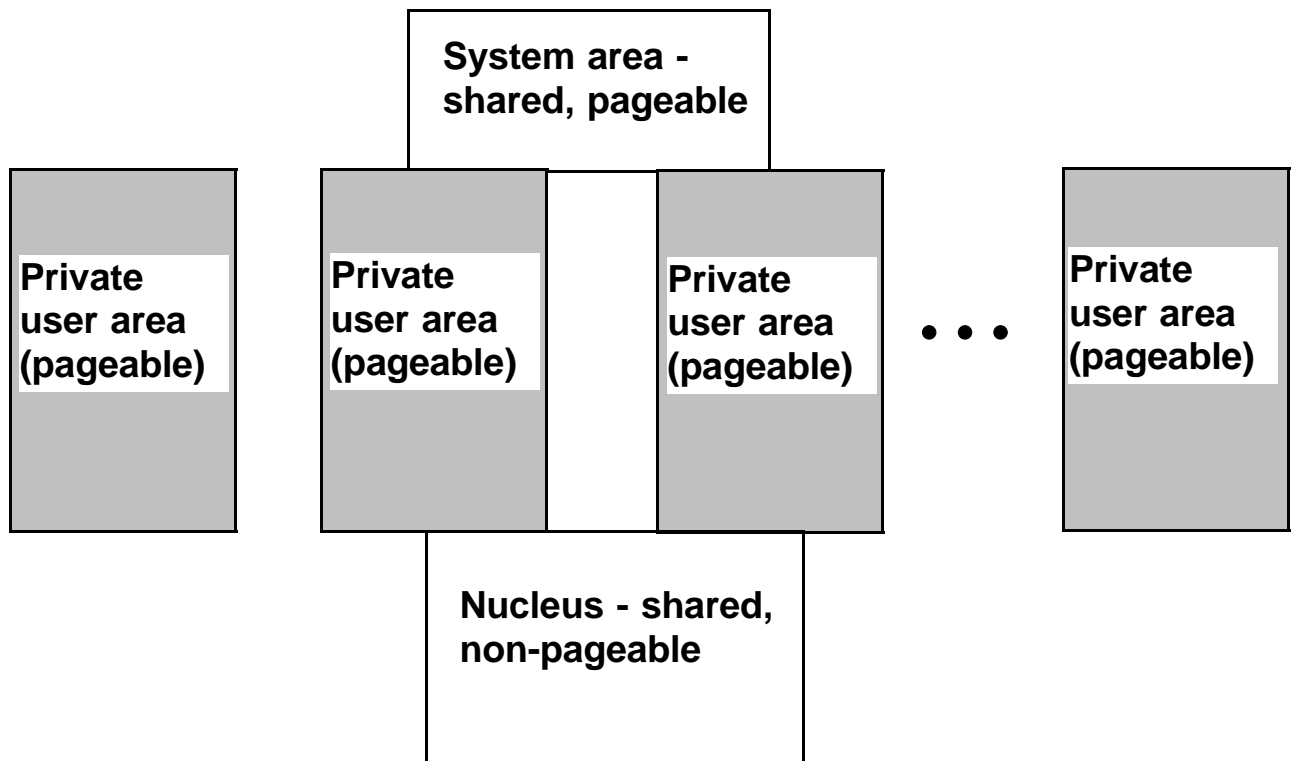 System area -
shared, pageable
Private
user area
(pageable)
Private
user area
(pageable)
Private
user area
(pageable)
• • •
Private
user area
(pageable)
Nucleus - shared,
non-pageable